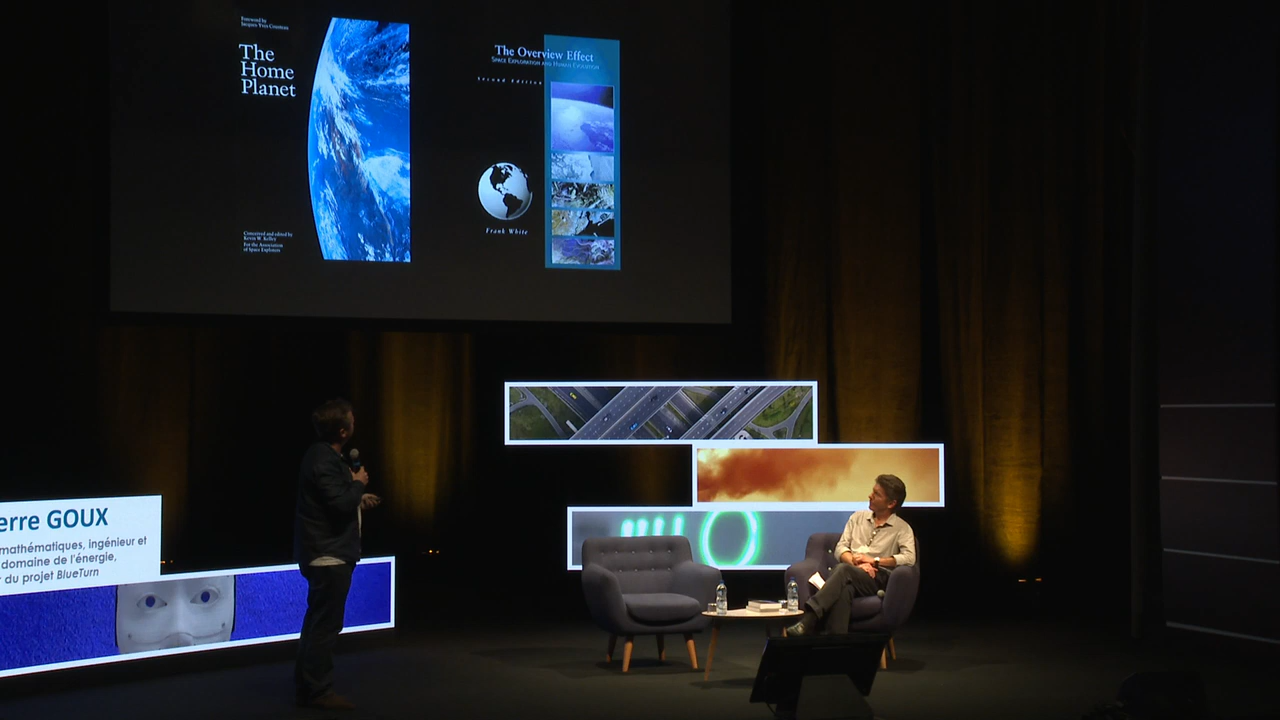 Foreword by
Jacques-Yves Cousteau
The
Home
Planet
Conceived and edited by
Kevin W. Kelley
For the Association
of Space Explorers
The Overview Effect
Space Exploration and Human Evolution
Second Edition
Frank White
erre GOUX
mathématiques, ingénieur et
domaine de l'énergie,
du projet BlueTurn